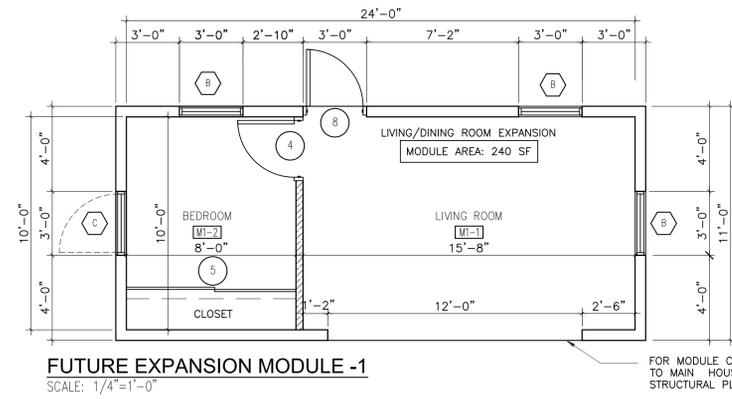 24'-0"
3'-0" 3'-0" 2'-10" 3'-0" 7'-2" 3'-0" 3'-0"
B B
8
4
LIVING/DINING ROOM EXPANSION
MODULE AREA: 240 SF
4'-0" 4'-0"
10'-0" 3'-0" C 10'-0" B 3'-0" 11'-0"
BEDROOM LIVING ROOM
M1-2 M1-1
8'-0" 15'-8"
5
4'-0" 4'-0"
1'-2" 12'-0" 2'-6"
CLOSET
FUTURE EXPANSION MODULE -1
SCALE: 1/4"=1'-0"
FOR MODULE C
TO MAIN HOUS
STRUCTURAL PL